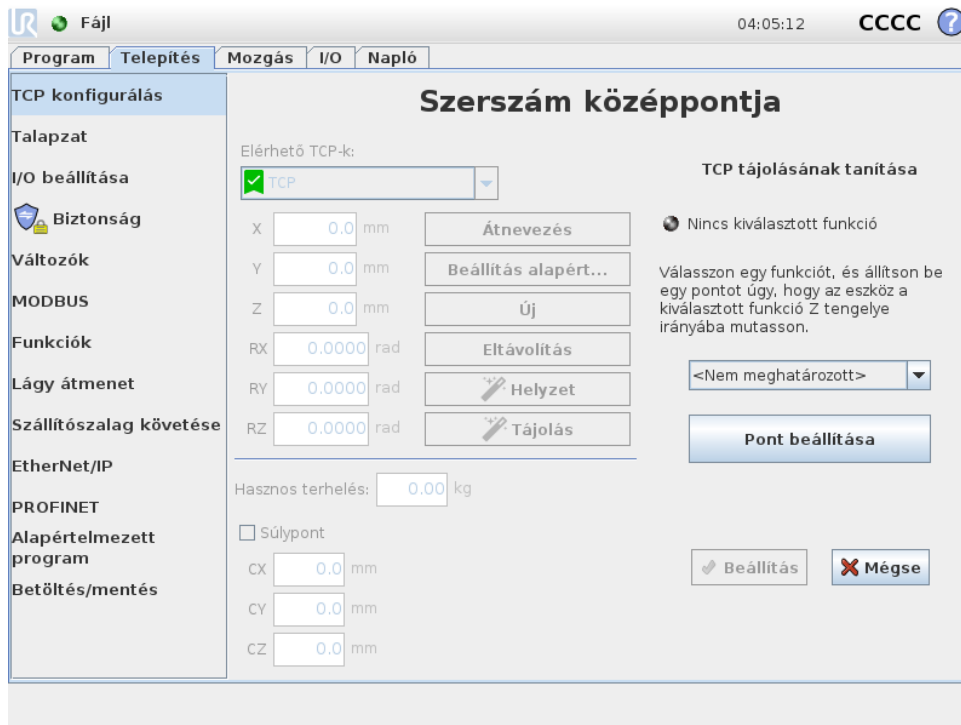 UR Fájl 04:05:12 CCCC ?
Program Telepítés Mozgás I/O Napló
TCP konfigurálás
Talapzat
I/O beállítása
Biztonság
Változók
MODBUS
Funkciók
Lágy átmenet
Szállítószalag követése
EtherNet/IP
PROFINET
Alapértelmezett
program
Betöltés/mentés
Szerszám középpontja
Elérhető TCP-k:
TCP
X 0.0 mm Átnevezés
Y 0.0 mm Beállítás alapért...
Z 0.0 mm Új
RX 0.0000 rad Eltávolítás
RY 0.0000 rad Helyzet
RZ 0.0000 rad Tájolás
Hasznos terhelés: 0.00 kg
Súlypont
CX 0.0 mm
CY 0.0 mm
CZ 0.0 mm
TCP tájolásának tanítása
Nincs kiválasztott funkció
Válasszon egy funkciót, és állítson be
egy pontot úgy, hogy az eszköz a
kiválasztott funkció Z tengelye
irányába mutasson.
<Nem meghatározott>
Pont beállítása
Beállítás Mégse